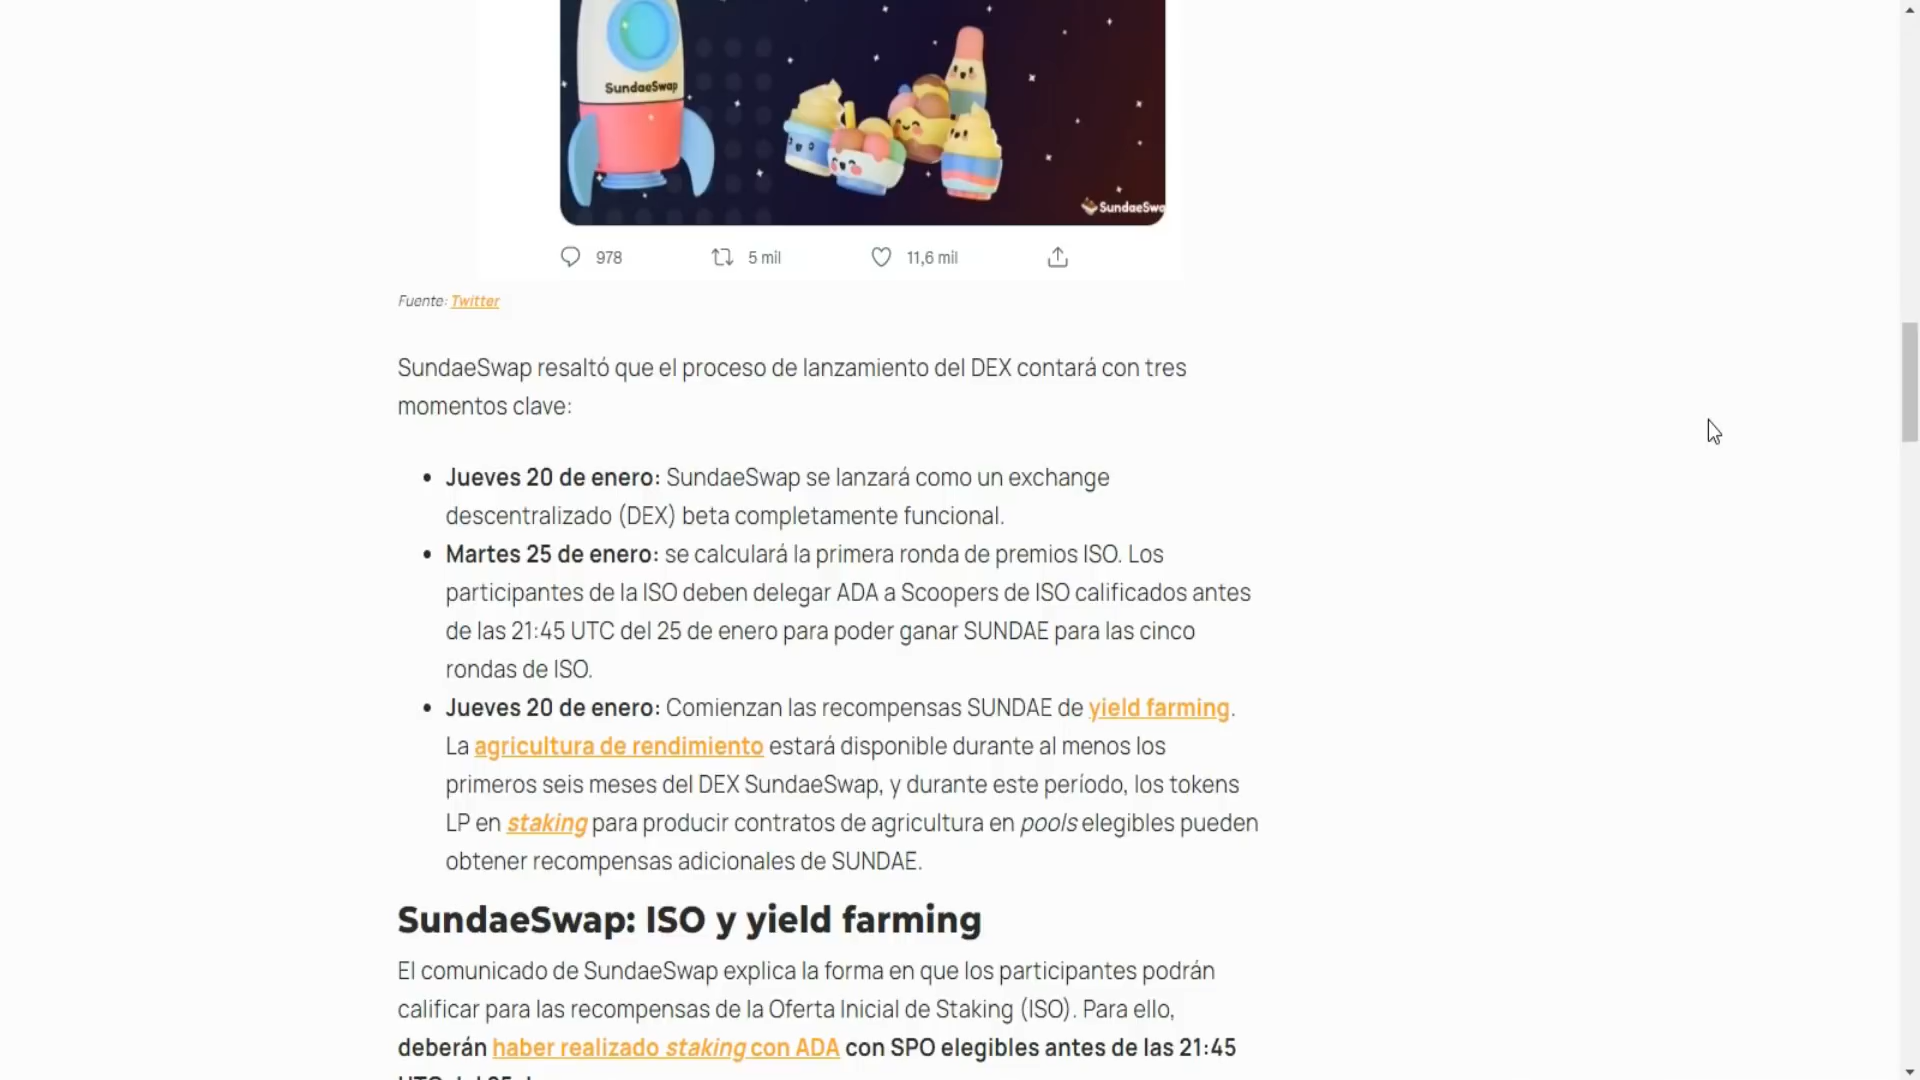 SundaeSwap
SundaeSwa
978
5 mil
11,6 mil
Fuente: Twitter
SundaeSwap resaltó que el proceso de lanzamiento del DEX contará con tres
momentos clave:
• Jueves 20 de enero: SundaeSwap se lanzará como un exchange
descentralizado (DEX) beta completamente funcional.
• Martes 25 de enero: se calculará la primera ronda de premios ISO. Los
participantes de la ISO deben delegar ADA a Scoopers de ISO calificados antes
de las 21:45 UTC del 25 de enero para poder ganar SUNDAE para las cinco
rondas de ISO.
• Jueves 20 de enero: Comienzan las recompensas SUNDAE de yield farming.
La agricultura de rendimiento estará disponible durante al menos los
primeros seis meses del DEX SundaeSwap, y durante este período, los tokens
LP en staking para producir contratos de agricultura en pools elegibles pueden
obtener recompensas adicionales de SUNDAE.
SundaeSwap: ISO y yield farming
El comunicado de SundaeSwap explica la forma en que los participantes podrán
calificar para las recompensas de la Oferta Inicial de Staking (ISO). Para ello,
deberán haber realizado staking con ADA con SPO elegibles antes de las 21:45